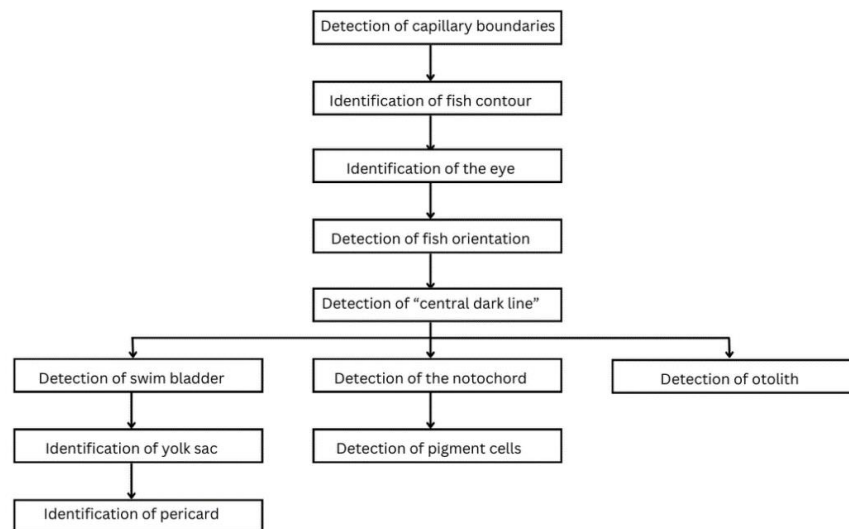 Detection of capillary boundaries
Identification of fish contour
Identification of the eye
Detection of fish orientation
Detection of “central dark line”
Detection of swim bladder
Detection of the notochord
Detection of otolith
Identification of yolk sac
Detection of pigment cells
Identification of pericard